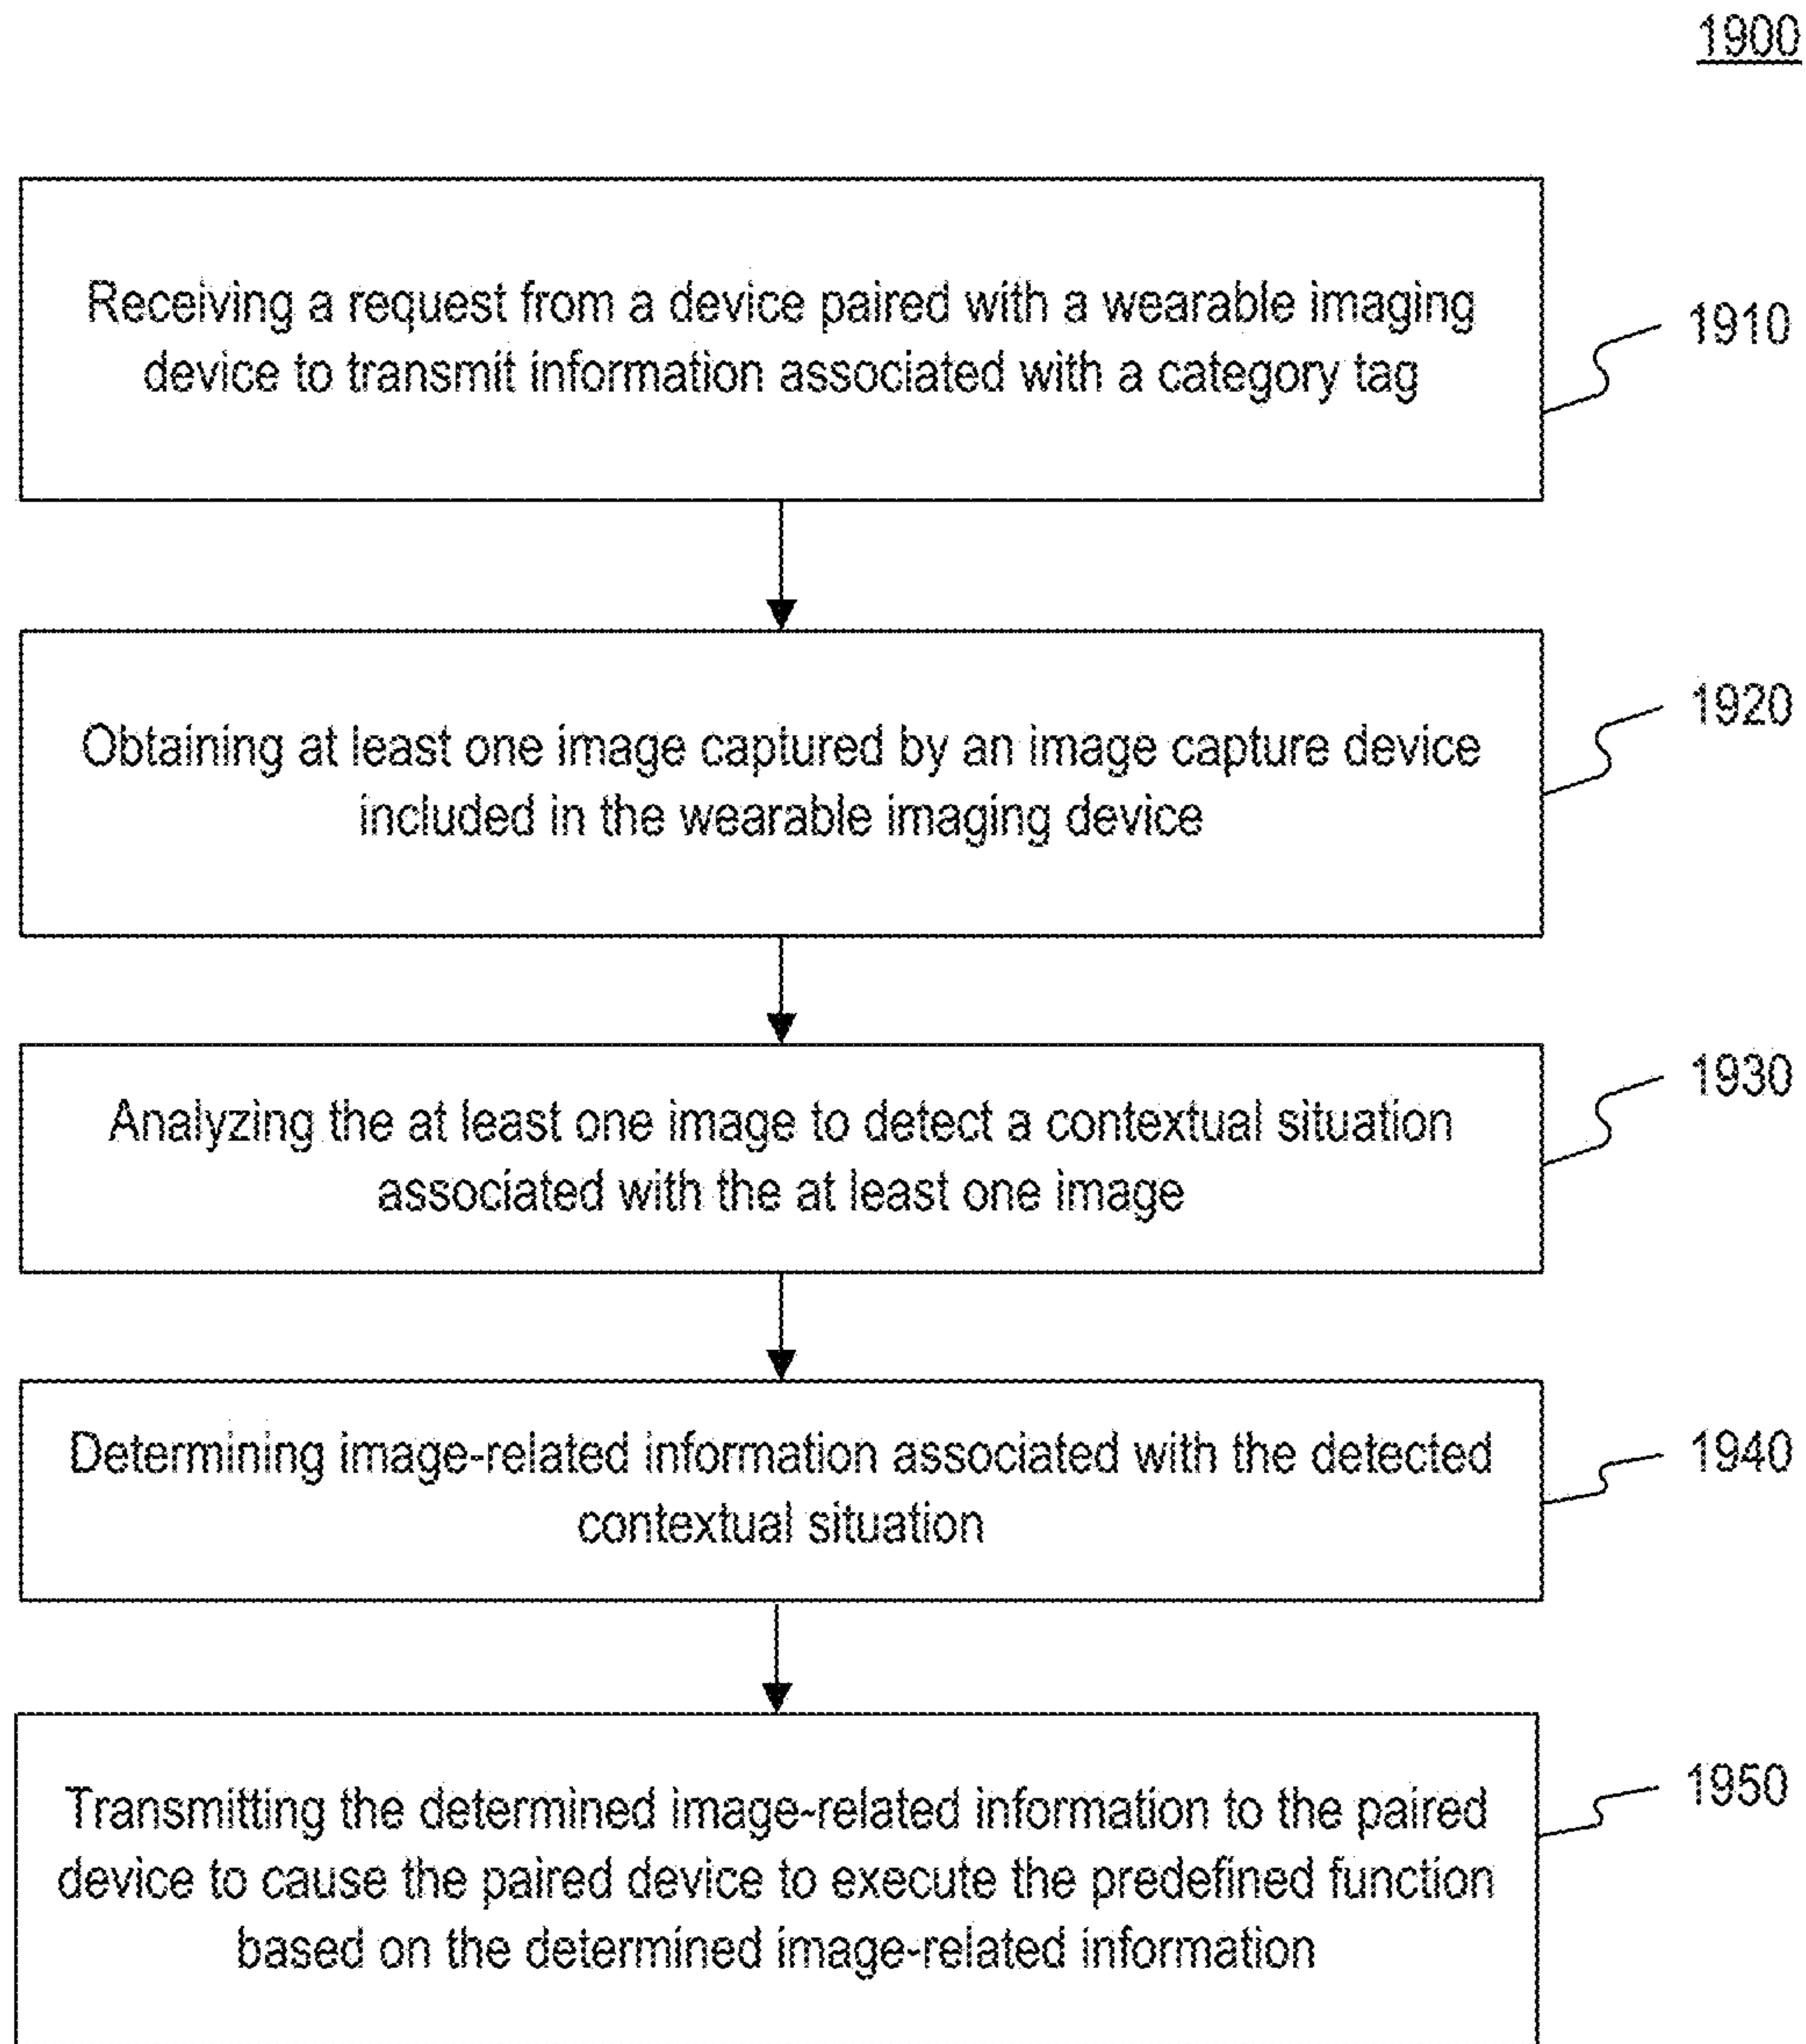 1900
Receiving a request from a device paired with a wearable imaging
device to transmit information associated with a category tag
1910
Obtaining at least one image captured by an image capture device
included in the wearable imaging device
1920
Analyzing the at least one image to detect a contextual situation
associated with the at least one image
1930
Determining image-related information associated with the detected
contextual situation
1940
Transmitting the determined image-related information to the paired
device to cause the paired device to execute the predefined function
based on the determined image-related information
1950